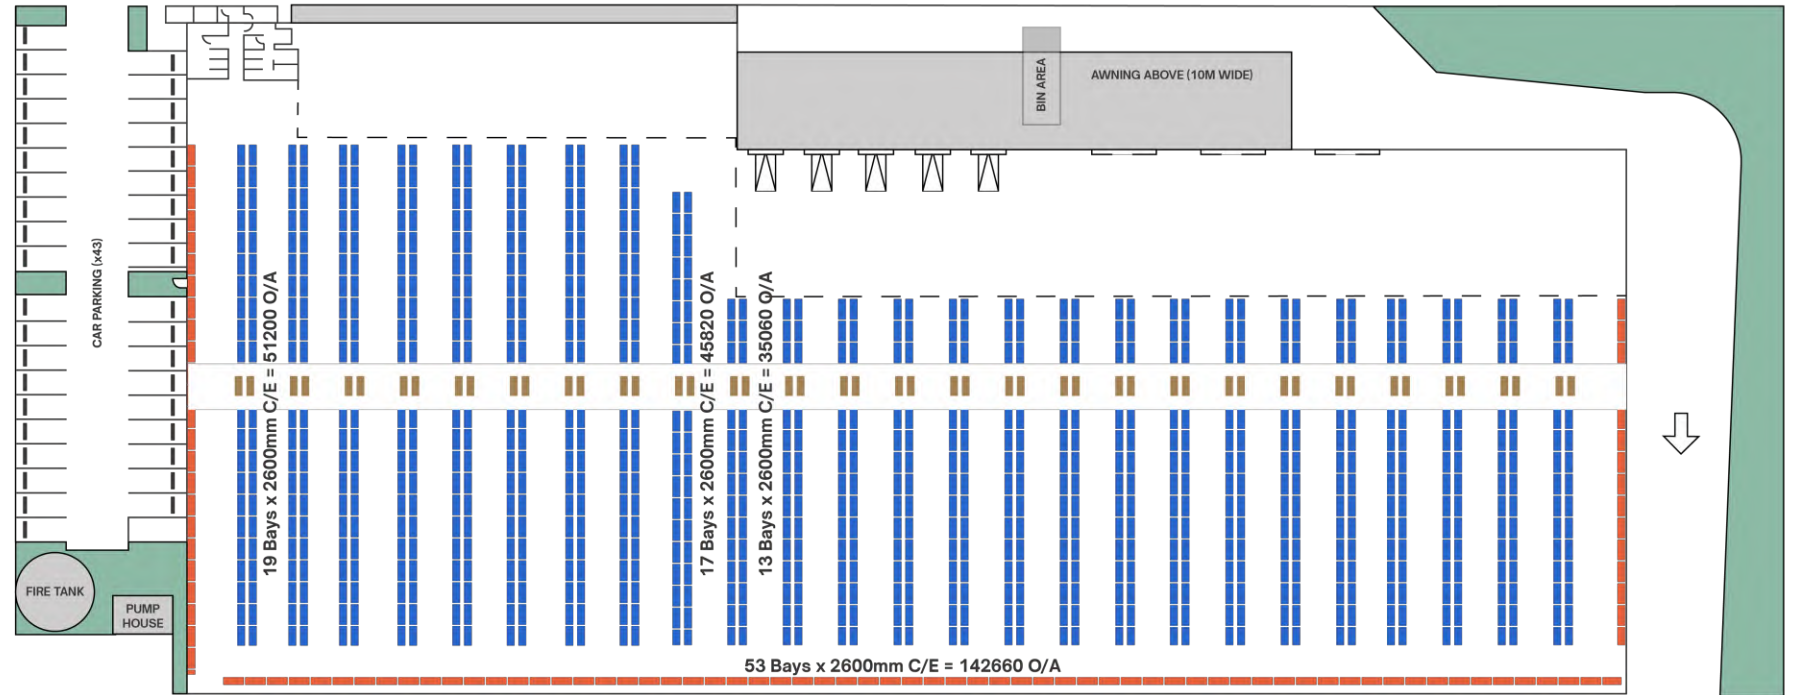 BIN AREA
AWNING ABOVE (10M WIDE)
CAR PARKING (x43)
19 Bays x 2600mm C/E = 51200 O/A
17 Bays x 2600mm C/E = 45820 O/A
13 Bays x 2600mm C/E = 35060 O/A
FIRE TANK
PUMP
HOUSE
53 Bays x 2600mm C/E = 142660 O/A